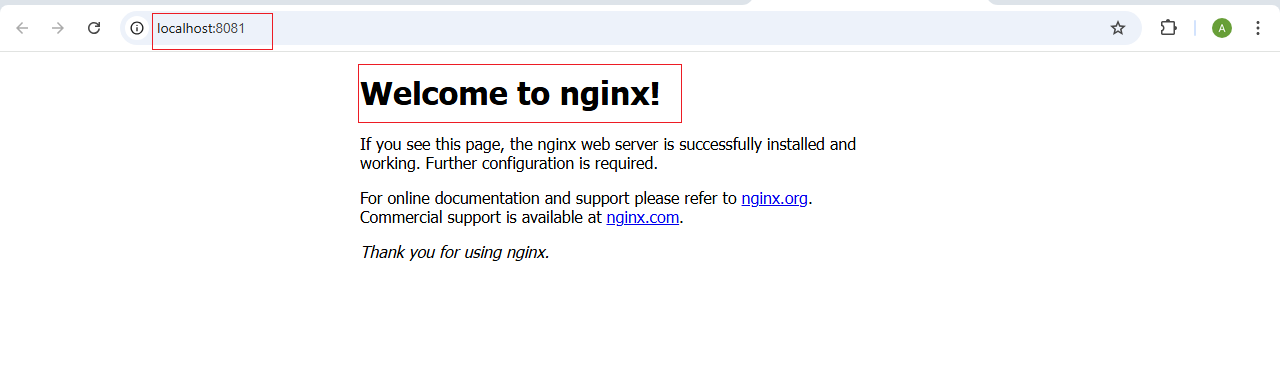 localhost:8081
A
Welcome to nginx!
If you see this page, the nginx web server is successfully installed and
working. Further configuration is required.
For online documentation and support please refer to nginx.org.
Commercial support is available at nginx.com.
Thank you for using nginx.